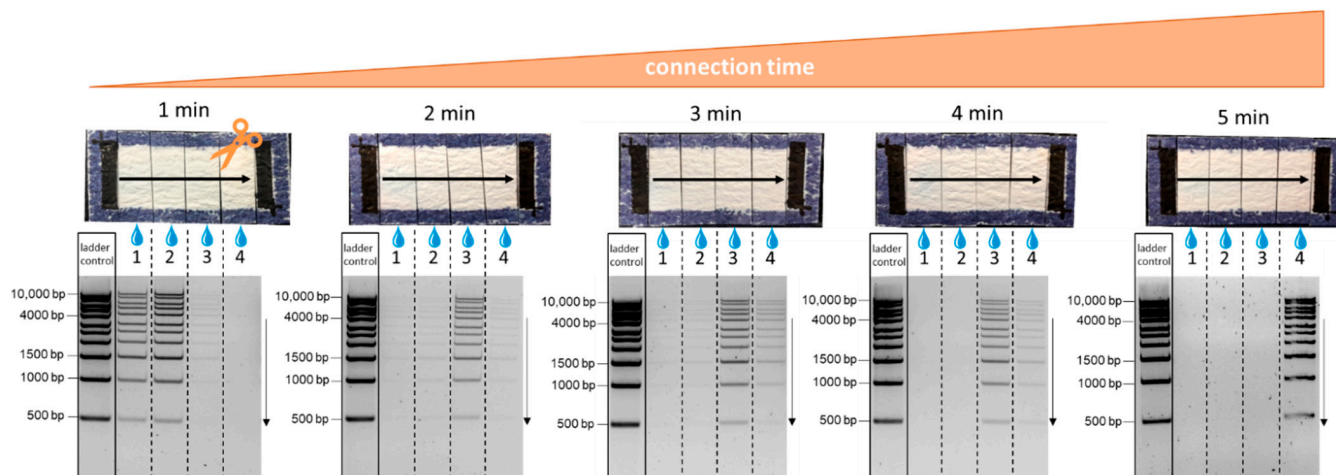 connection time
1 min
2 min
3 min
4 min
5 min
ladder control 1 2 3 4
10,000 bp
4000 bp
1500 bp
1000 bp
500 bp
ladder control 1 2 3 4
10,000 bp
4000 bp
1500 bp
1000 bp
500 bp
ladder control 1 2 3 4
10,000 bp
4000 bp
1500 bp
1000 bp
500 bp
ladder control 1 2 3 4
10,000 bp
4000 bp
1500 bp
1000 bp
500 bp
ladder control 1 2 3 4
10,000 bp
4000 bp
1500 bp
1000 bp
500 bp